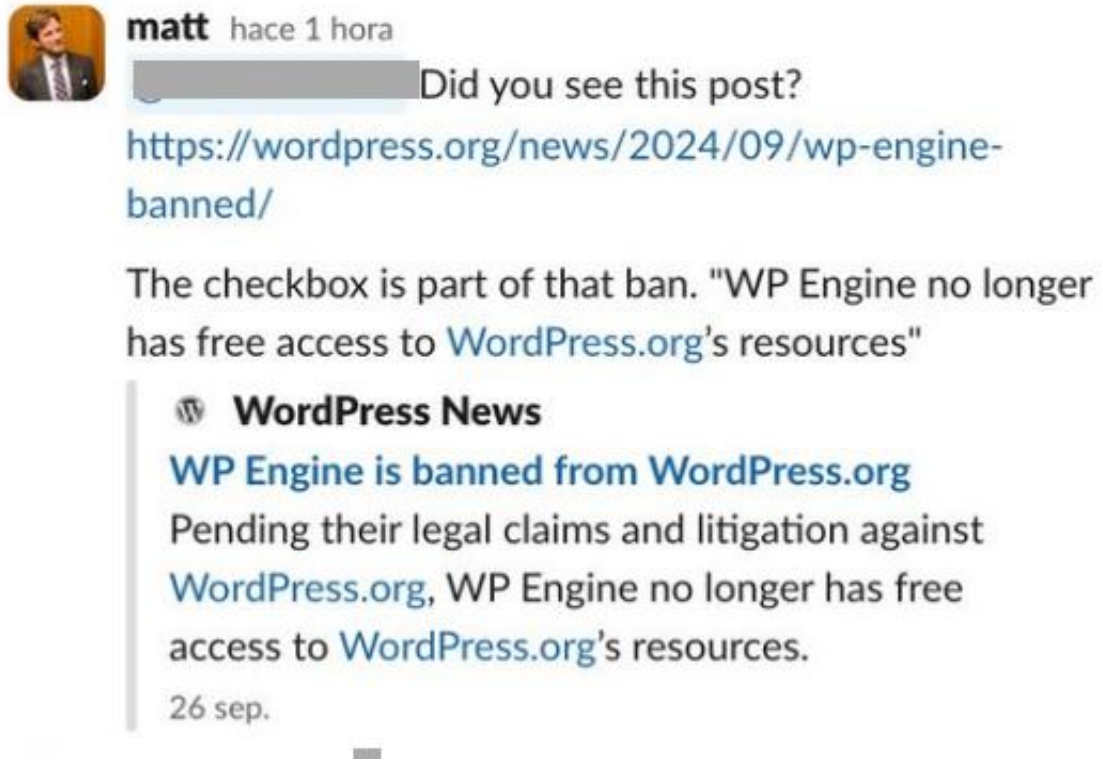 matt hace 1 hora
Did you see this post?
https://wordpress.org/news/2024/09/wp-engine-
banned/
The checkbox is part of that ban. "WP Engine no longer
has free access to WordPress.org’s resources"
WordPress News
WP Engine is banned from WordPress.org
Pending their legal claims and litigation against
WordPress.org, WP Engine no longer has free
access to WordPress.org’s resources.
26 sep.